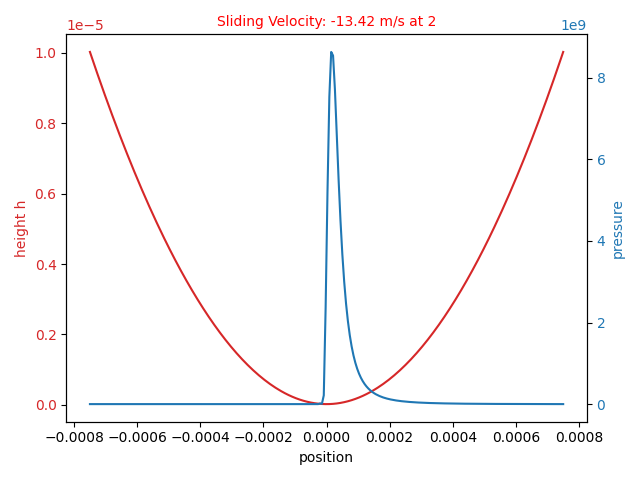 Sliding Velocity: -13.42 m/s at 2
1e−5
1e9
1.0
0.8
0.6
0.4
0.2
0.0
height h
8
6
4
2
0
pressure
−0.0008 −0.0006 −0.0004 −0.0002 0.0000 0.0002 0.0004 0.0006 0.0008
position